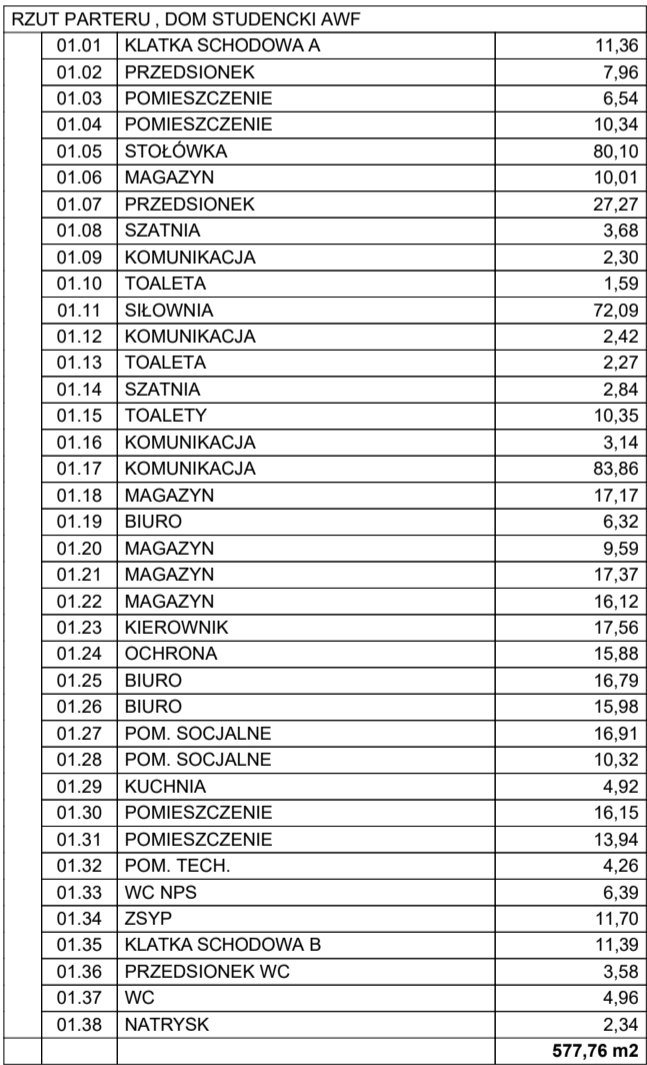 RZUT PARTERU , DOM STUDENCKI AWF
01.01 KLATKA SCHODOWA A 11,36
01.02 PRZEDSIONEK 7,96
01.03 POMIESZCZENIE 6,54
01.04 POMIESZCZENIE 10,34
01.05 STOŁÓWKA 80,10
01.06 MAGAZYN 10,01
01.07 PRZEDSIONEK 27,27
01.08 SZATNIA 3,68
01.09 KOMUNIKACJA 2,30
01.10 TOALETA 1,59
01.11 SIŁOWNIA 72,09
01.12 KOMUNIKACJA 2,42
01.13 TOALETA 2,27
01.14 SZATNIA 2,84
01.15 TOALETY 10,35
01.16 KOMUNIKACJA 3,14
01.17 KOMUNIKACJA 83,86
01.18 MAGAZYN 17,17
01.19 BIURO 6,32
01.20 MAGAZYN 9,59
01.21 MAGAZYN 17,37
01.22 MAGAZYN 16,12
01.23 KIEROWNIK 17,56
01.24 OCHRONA 15,88
01.25 BIURO 16,79
01.26 BIURO 15,98
01.27 POM. SOCJALNE 16,91
01.28 POM. SOCJALNE 10,32
01.29 KUCHNIA 4,92
01.30 POMIESZCZENIE 16,15
01.31 POMIESZCZENIE 13,94
01.32 POM. TECH. 4,26
01.33 WC NPS 6,39
01.34 ZSYP 11,70
01.35 KLATKA SCHODOWA B 11,39
01.36 PRZEDSIONEK WC 3,58
01.37 WC 4,96
01.38 NATRYSK 2,34
577,76 m2